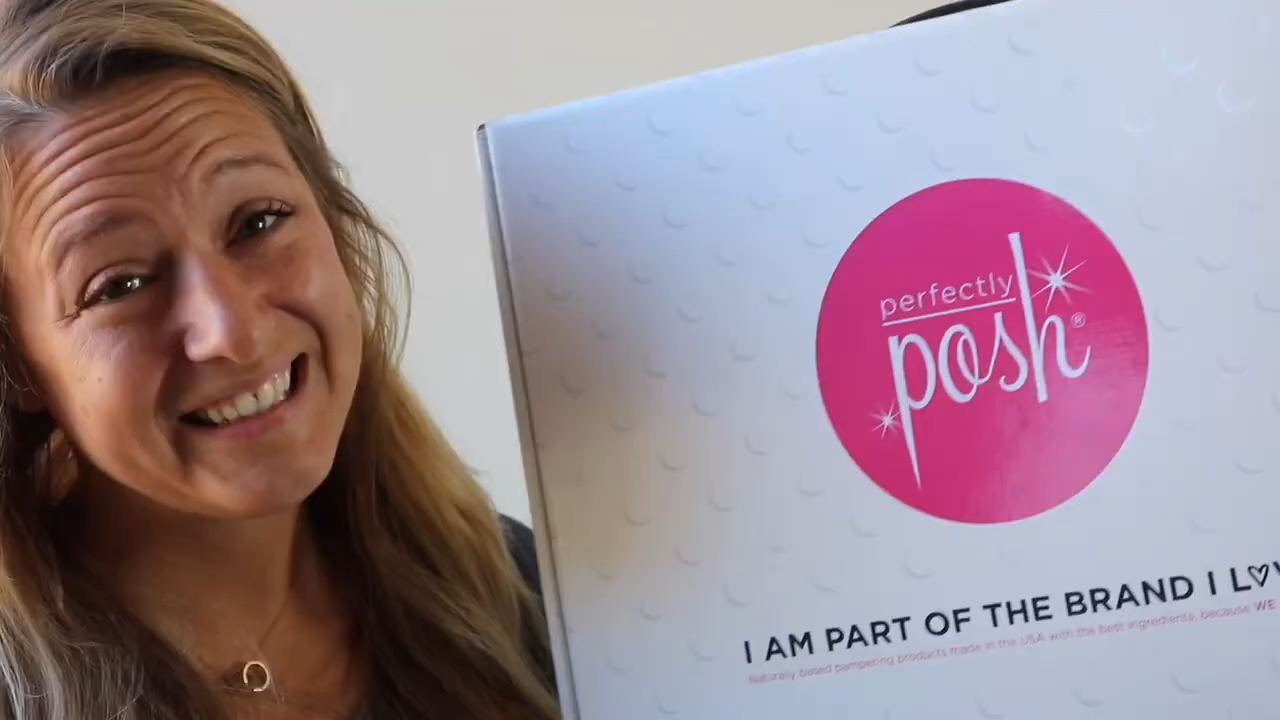 perfectly
posh®
I AM PART OF THE BRAND I LOV
Naturally based pampering products made in the USA with the best ingredients, because WE